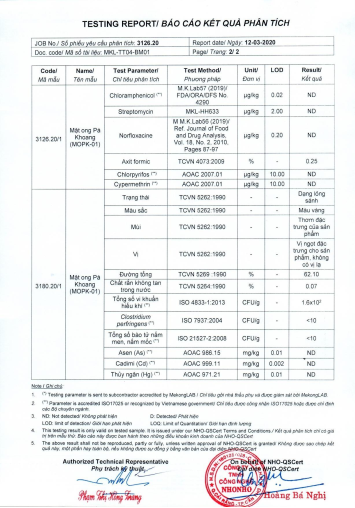 TESTING REPORT/ BÁO CÁO KẾT QUẢ PHÂN TÍCH
JOB No./ Số phiếu yêu cầu phân tích: 3126.20 Report date/ Ngày: 12-03-2020
Doc. code/ Mã số tài liệu: MKL-TT04-BM01 Page/ Trang: 2/ 2
Code/ Name/ Test Parameter/ Test Method/ Unit/ LOD Result/
Mã mẫu Tên mẫu Chỉ tiêu phân tích Phương pháp Đơn vị Kết quả
M.K.Lab57 (2019)/
Chloramphenicol (**) FDA/ORA/DFS No. µg/kg 0.02 ND
4290
Streptomycin MKL-HH633 µg/kg 2.00 ND
M.M.K.Lab56 (2019)/
Ref. Journal of Food
3126.20/1 Mật ong Pa Khoang (MOPK-01) Norfloxacine and Drug Analysis, µg/kg 0.20 ND
Vol. 18, No. 2, 2010,
Pages 87-97
Axit formic TCVN 4073:2009 % - 0.25
Chlorpyrifos (*) AOAC 2007.01 µg/kg 10.00 ND
Cypermethrin (*) AOAC 2007.01 µg/kg 10.00 ND
Trạng thái TCVN 5262:1990 - - Dạng lỏng sánh
Màu sắc TCVN 5262:1990 - - Màu vàng
Mùi TCVN 5262:1990 - - Thơm đặc trưng của sản phẩm
Vị TCVN 5262:1990 - - Vị ngọt đặc trưng cho sản phẩm, không có vị lạ
3180.20/1 Mật ong Pa Khoang (MOPK-01) Đường tổng TCVN 5269 :1990 % - 62.10
Chất rắn không tan trong nước TCVN 5264:1990 % - 0.07
Tổng số vi khuẩn hiếu khí (**) ISO 4833-1:2013 CFU/g - 1.6x10²
Clostridium perfringens (**) ISO 7937:2004 CFU/g - <10
Tổng số bào tử nấm men, nấm mốc (**) ISO 21527-2:2008 CFU/g - <10
Asen (As) (**) AOAC 986.15 mg/kg 0.01 ND
Cadimi (Cd) (**) AOAC 999.11 mg/kg 0.002 ND
Thủy ngân (Hg) (**) AOAC 971.21 mg/kg 0.01 ND
Note / Ghi chú
1. (*) Testing parameter is sent to subcontractor accepted by MekongLAB / Chỉ tiêu gửi nhà thầu phụ và được giám sát bởi MekongLAB.
2. (**) Parameter is accredited ISO17025 or recognized by Vietnamese government/ Chỉ tiêu được công nhận ISO17025 hoặc được chỉ định
các bộ chuyên ngành.
3. ND. Not detected/ Không phát hiện D: Detected/ Phát hiện
LOD: limit of detection/ Giới hạn phát hiện LOQ: Limit of Quantification/ Giới hạn định lượng
4. This testing result is only valid on tested sample. It is issued under our NHO-QSCert Terms and Conditions./ Kết quả phân tích chỉ có giá
trị trên mẫu thử. Báo cáo này được ban hành theo những điều khoản kinh doanh của NHO-QSCert
5. The above result shall not be reproduced, partly or fully, unless written approval of NHO-QSCert is granted/ Không được sao chép kết
quả này, một phần hay toàn bộ, nếu không được sự đồng ý bằng văn bản của đại diện NHO-QSCert
Authorized Technical Representative On behalf of NHO-QSCert
Phụ trách kỹ thuật Đại diện NHO-QSCert
CÔNG TY
TNHH
CÔNG NGHỆ
NHONHO
Hoàng Bá Nghị